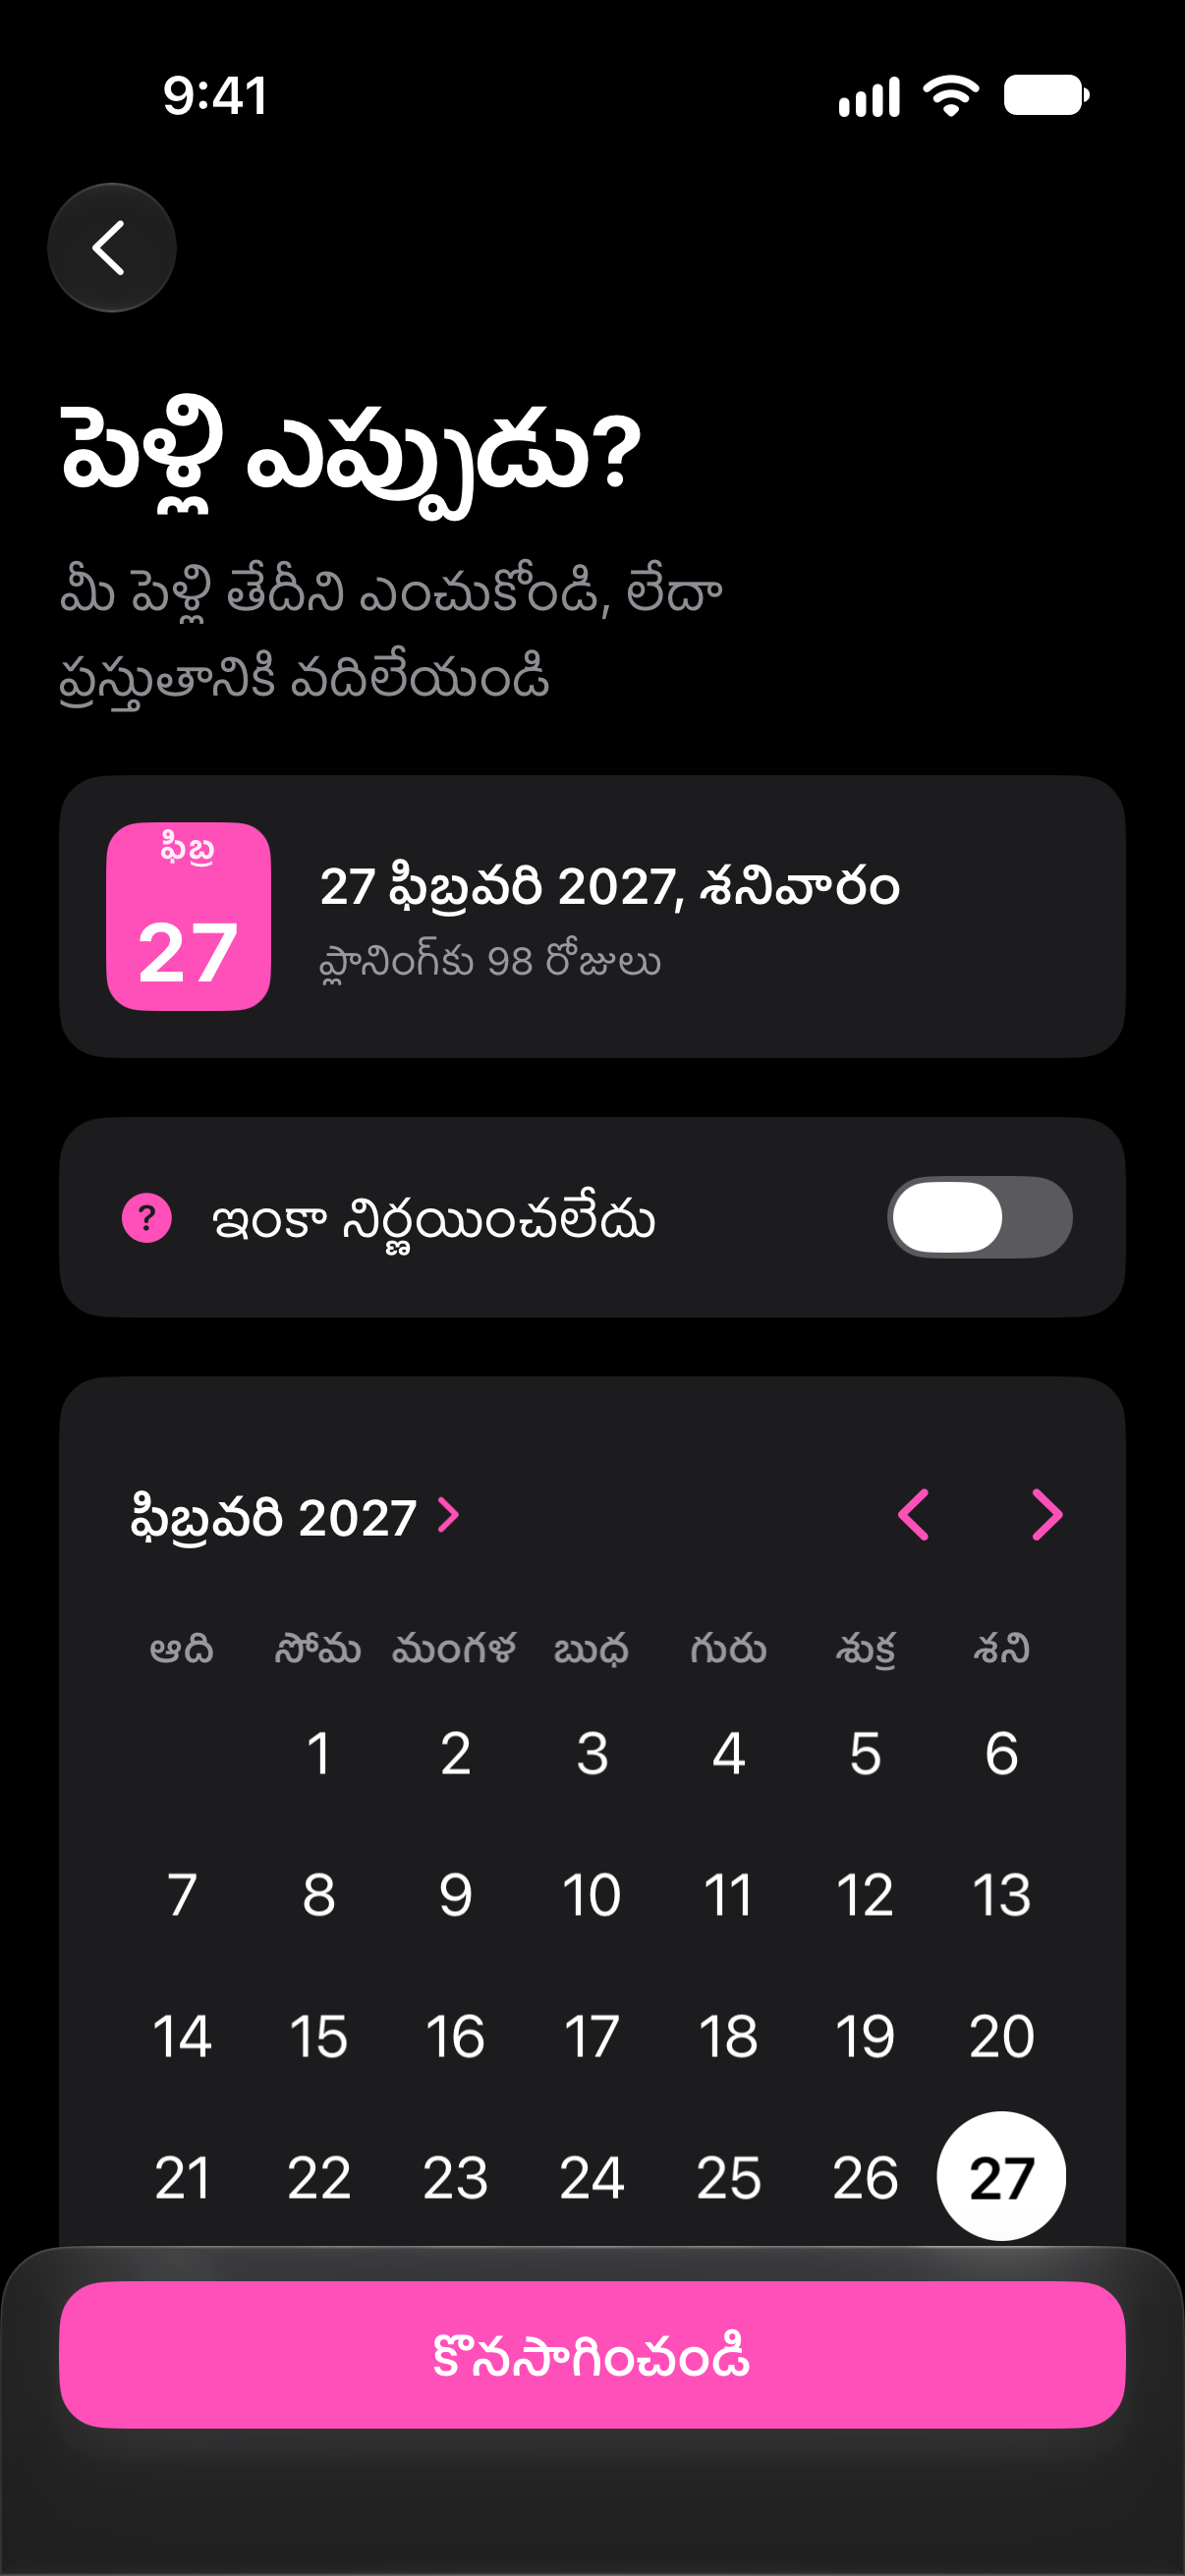 9:41
పెళ్లి ఎప్పుడు?
మీ పెళ్లి తేదీని ఎంచుకోండి, లేదా
ప్రస్తుతానికి వదిలేయండి
ఫిబ్ర
27
27 ఫిబ్రవరి 2027, శనివారం
ప్లానింగ్‌కు 98 రోజులు
? ఇంకా నిర్ణయించలేదు
ఫిబ్రవరి 2027
ఆది సోమ మంగళ బుధ గురు శుక్ర శని
1 2 3 4 5 6
7 8 9 10 11 12 13
14 15 16 17 18 19 20
21 22 23 24 25 26 27
కొనసాగించండి